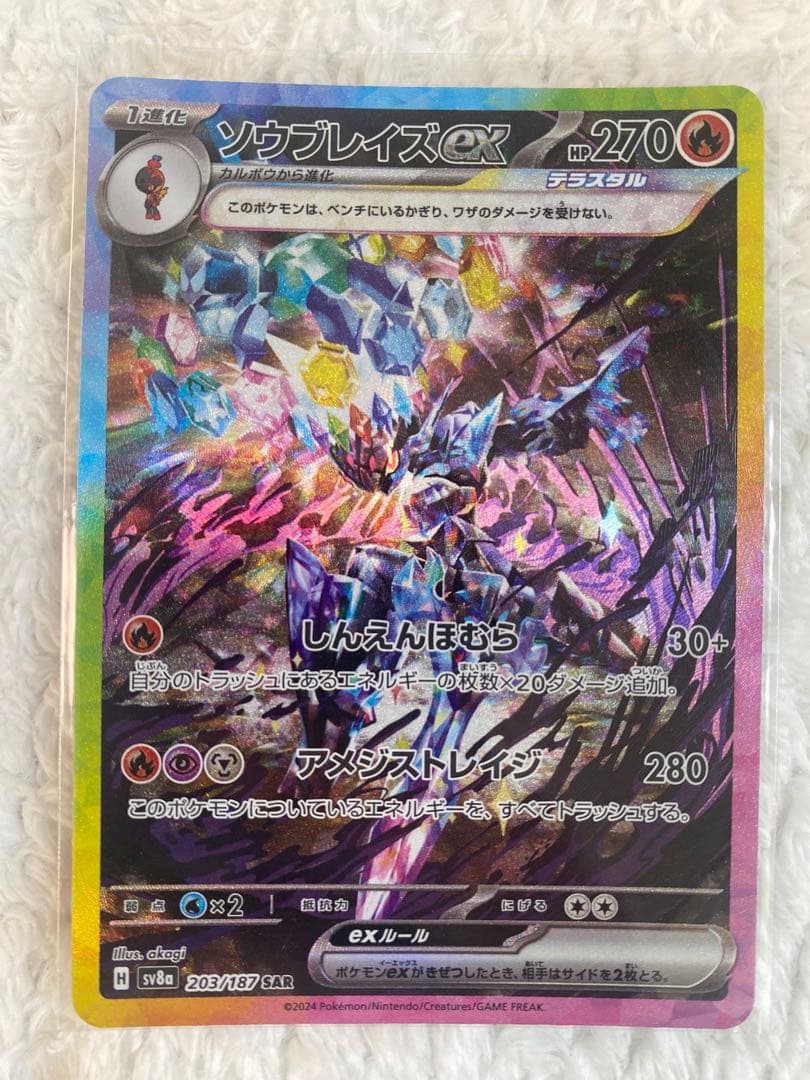 1進化
ソウブレイズex
HP270
カルボウから進化
テラスタル
このポケモンは、ベンチにいるかぎり、ワザのダメージを受けない。
しんえんほむら 30+
自分のトラッシュにあるエネルギーの枚数×20ダメージ追加。
アメジストレイジ 280
このポケモンについているエネルギーを、すべてトラッシュする。
弱点 ×2 抵抗力 にげる
exルール
ポケモンexがきぜつしたとき、相手はサイドを2枚とる。
Illus. akagi
H sv8a 203/187 SAR
©2024 Pokémon/Nintendo/Creatures/GAME FREAK.